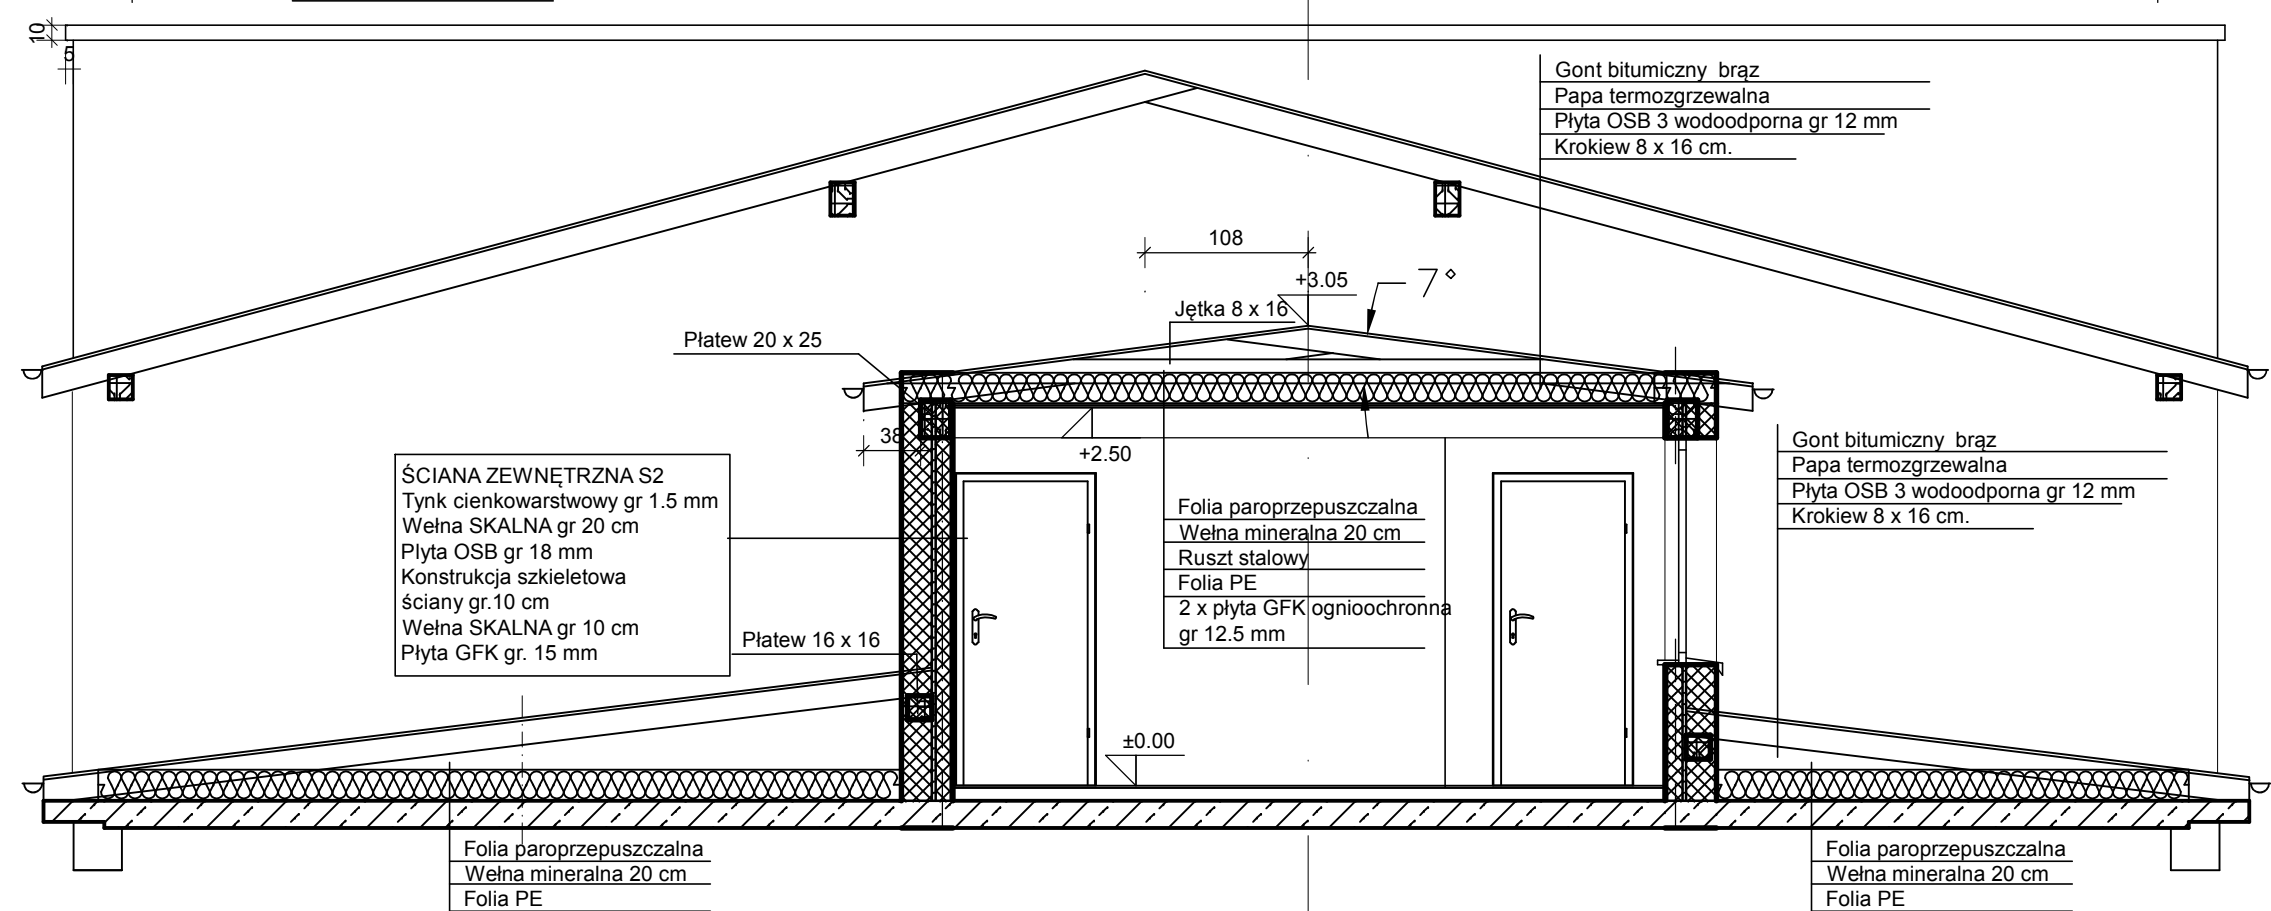 10
5
Gont bitumiczny brąz
Papa termozgrzewalna
Płyta OSB 3 wodoodporna gr 12 mm
Krokiew 8 x 16 cm.
108
+3.05
7°
Jętka 8 x 16
Płatew 20 x 25
38
+2.50
Gont bitumiczny brąz
Papa termozgrzewalna
Płyta OSB 3 wodoodporna gr 12 mm
Krokiew 8 x 16 cm.
ŚCIANA ZEWNĘTRZNA S2
Tynk cienkowarstwowy gr 1.5 mm
Wełna SKALNA gr 20 cm
Plyta OSB gr 18 mm
Konstrukcja szkieletowa
ściany gr.10 cm
Wełna SKALNA gr 10 cm
Płyta GFK gr. 15 mm
Folia paroprzepuszczalna
Wełna mineralna 20 cm
Ruszt stalowy
Folia PE
2 x płyta GFK ognioochronna
gr 12.5 mm
Płatew 16 x 16
±0.00
Folia paroprzepuszczalna
Wełna mineralna 20 cm
Folia PE
Folia paroprzepuszczalna
Wełna mineralna 20 cm
Folia PE